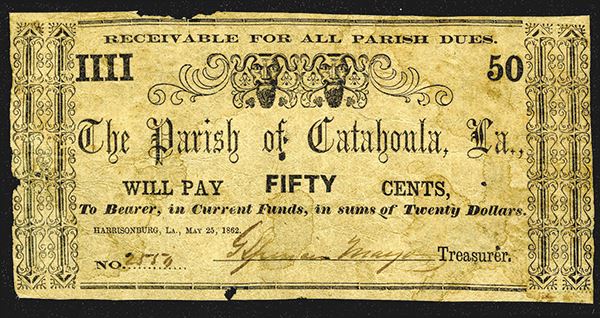 RECEIVABLE FOR ALL PARISH DUES.
IIII 50
The Parish of Catahoula, La.,
WILL PAY FIFTY CENTS,
To Bearer, in Current Funds, in sums of Twenty Dollars.
HARRISONBURG, LA., MAY 25, 1862.
NO. Treasurer.